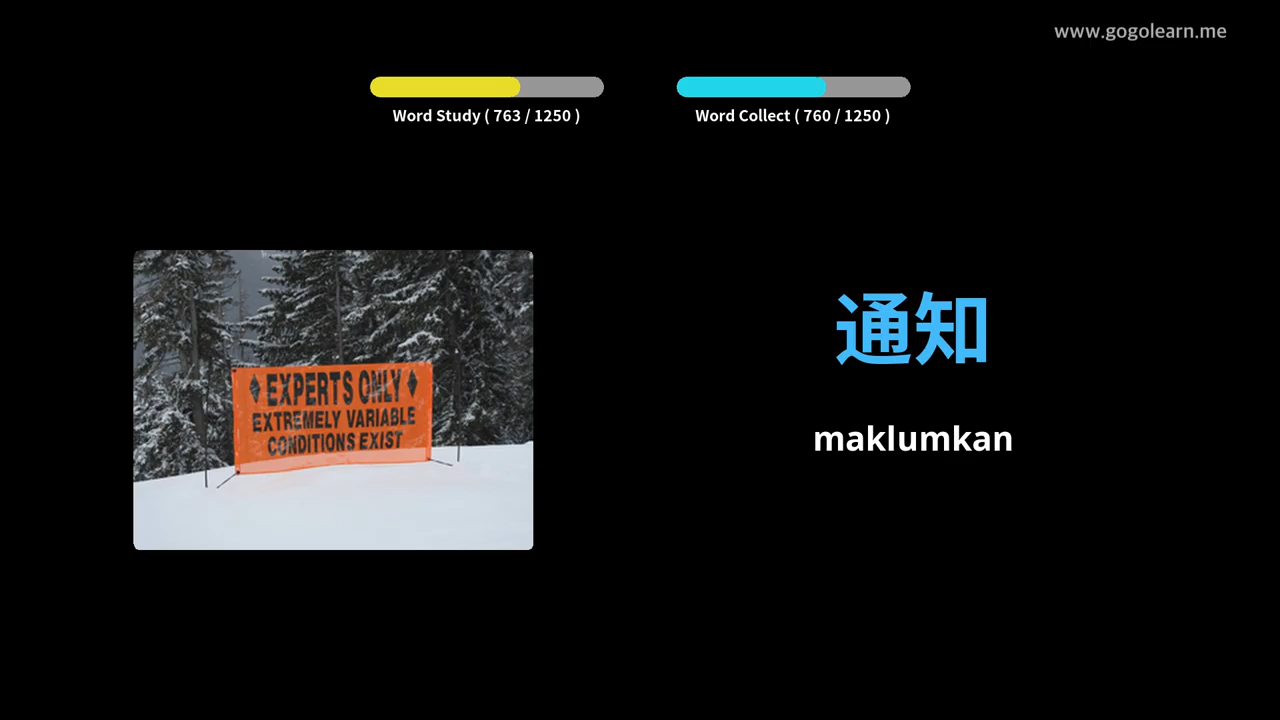 www.gogolearn.me
Word Study ( 763 / 1250 )
Word Collect ( 760 / 1250 )
EXPERTS ONLY
EXTREMELY VARIABLE
CONDITIONS EXIST
通知
maklumkan